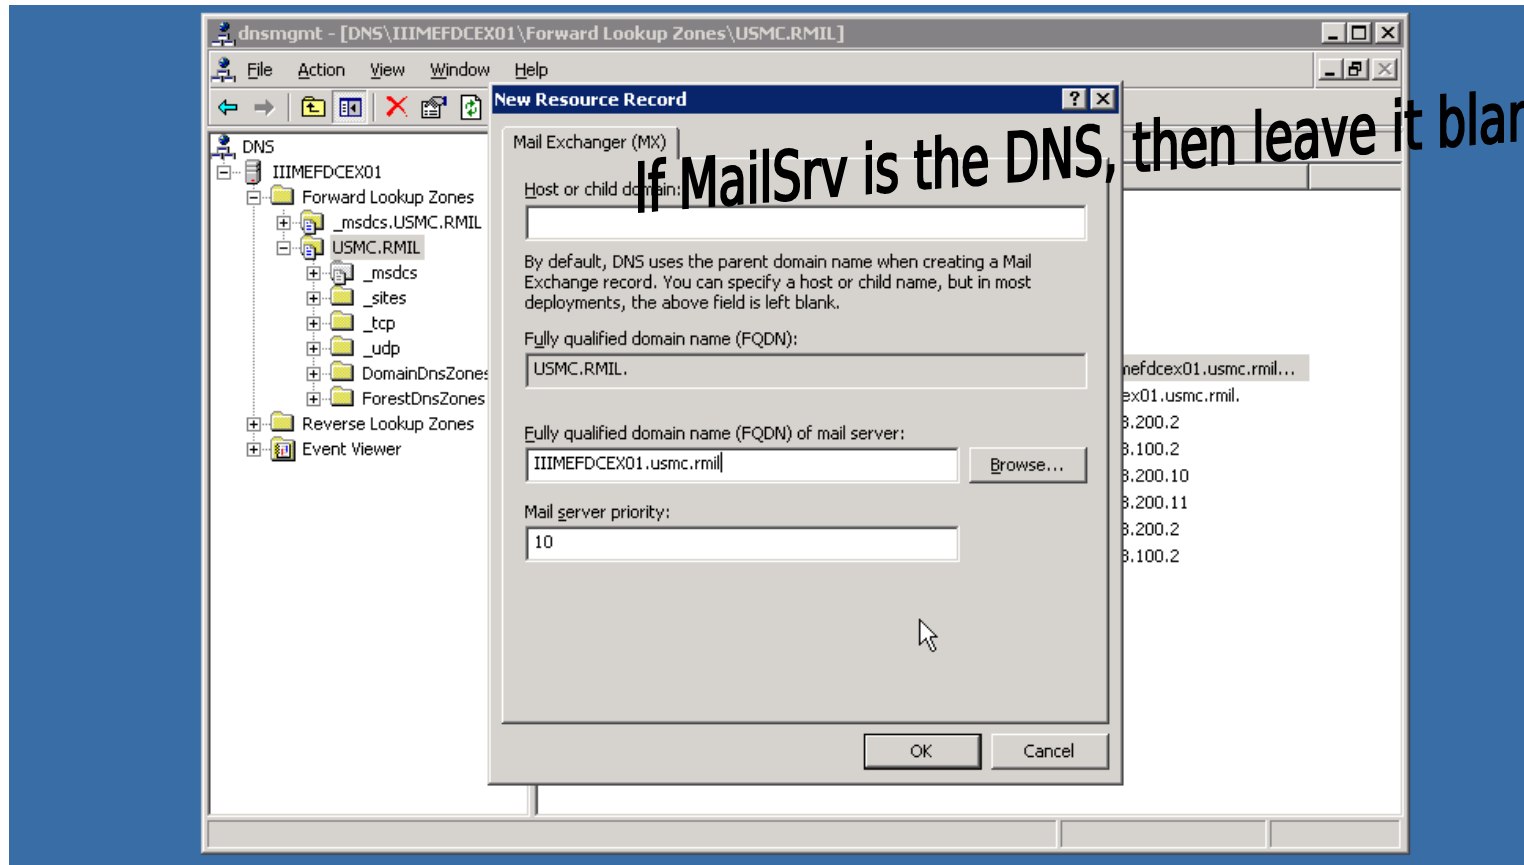 dnsmgmt - [DNS\IIIMEFDCEX01\Forward Lookup Zones\USMC.RMIL]
File Action View Window Help
New Resource Record
If MailSrv is the DNS, then leave it blan
DNS
IIIMEFDCEX01
Forward Lookup Zones
_msdcs.USMC.RMIL
USMC.RMIL
_msdcs
_sites
_tcp
_udp
DomainDnsZones
ForestDnsZones
Reverse Lookup Zones
Event Viewer
Mail Exchanger (MX)
Host or child domain:
By default, DNS uses the parent domain name when creating a Mail
Exchange record. You can specify a host or child name, but in most
deployments, the above field is left blank.
Fully qualified domain name (FQDN):
USMC.RMIL.
Fully qualified domain name (FQDN) of mail server:
IIIMEFDCEX01.usmc.rmil
Browse...
Mail server priority:
10
OK Cancel
nefdcex01.usmc.rmil...
ex01.usmc.rmil.
3.200.2
3.100.2
3.200.10
3.200.11
3.200.2
3.100.2